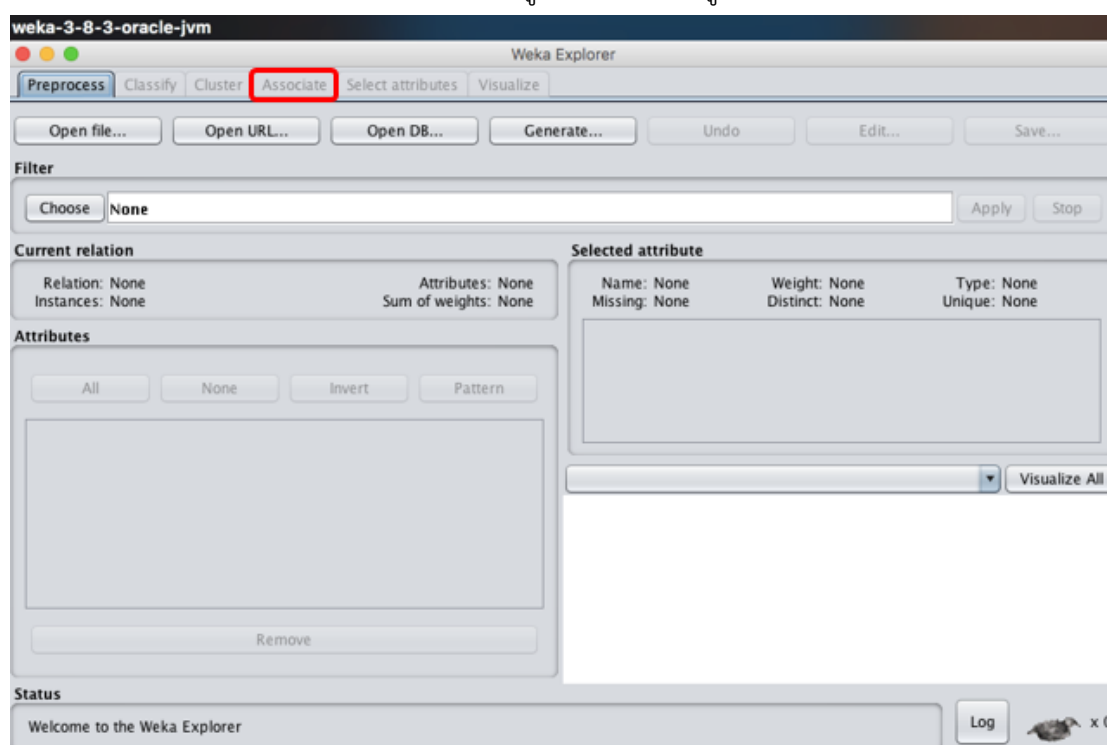 weka-3-8-3-oracle-jvm
Weka Explorer
Preprocess Classify Cluster Associate Select attributes Visualize
Open file... Open URL... Open DB... Generate... Undo Edit... Save...
Filter
Choose None Apply Stop
Current relation
Relation: None Attributes: None
Instances: None Sum of weights: None
Selected attribute
Name: None Weight: None Type: None
Missing: None Distinct: None Unique: None
Attributes
All None Invert Pattern
Visualize All
Remove
Status
Welcome to the Weka Explorer
Log x 0